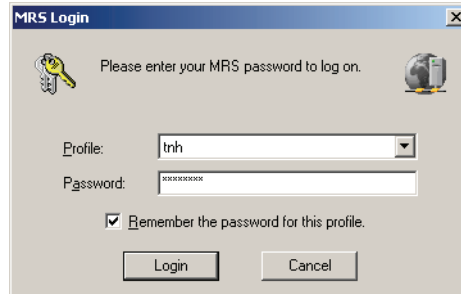 MRS Login
Please enter your MRS password to log on.
Profile: tnh
Password: ********
Remember the password for this profile.
Login Cancel